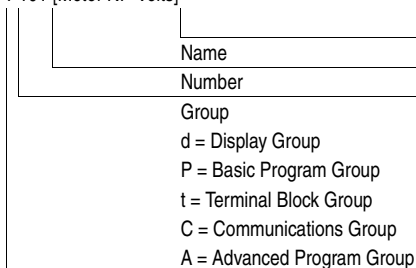 Name
Number
Group
d = Display Group
P = Basic Program Group
t = Terminal Block Group
C = Communications Group
A = Advanced Program Group